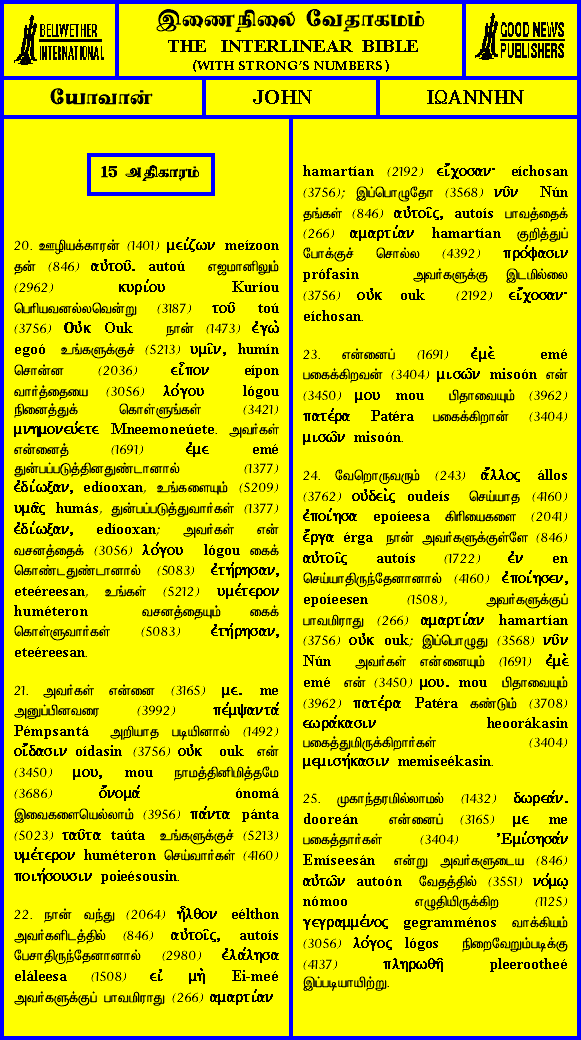 BELLWETHER
INTERNATIONAL
இணைநிலை வேதாகமம்
THE INTERLINEAR BIBLE
(WITH STRONG'S NUMBERS)
GOOD NEWS
PUBLISHERS
யோவான்
JOHN
ΙΩΑΝΝΗΝ
15 அதிகாரம்
20. ஊழியக்காரன் (1401) μείζων meízoon
தன் (846) αὐτοῦ. autoú எஜமானிலும்
(2962) κυρίου Kuríou
பெரியவனல்லவென்று (3187) τοῦ toú
(3756) Οὐκ Ouk நான் (1473) ἐγὼ
egoó உங்களுக்குச் (5213) υμῖν, humín
சொன்ன (2036) εἶπον eípon
வார்த்தையை (3056) λόγου lógou
நினைத்துக் கொள்ளுங்கள் (3421)
μνημονεύετε Mneemoneúete. அவர்கள்
என்னைத் (1691) ἐμε emé
துன்பப்படுத்தினதுண்டானால் (1377)
ἐδίωξαν, edíooxan, உங்களையும் (5209)
υμᾶς humás, துன்பப்படுத்துவார்கள் (1377)
ἐδίωξαν, edíooxan; அவர்கள் என்
வசனத்தைக் (3056) λόγου lógou கைக்
கொண்டதுண்டானால் (5083) ἐτήρησαν,
eteéreesan, உங்கள் (5212) υμέτερον
huméteron வசனத்தையும் கைக்
கொள்ளுவார்கள் (5083) ἐτήρησαν,
eteéreesan.
21. அவர்கள் என்னை (3165) με. me
அனுப்பினவரை (3992) πέμψαντά
Pémpsantá அறியாத படியினால் (1492)
οἴδασιν oídasin (3756) οὐκ ouk என்
(3450) μου, mou நாமத்தினிமித்தமே
(3686) ὄνομά ónomá
இவைகளையெல்லாம் (3956) πάντα pánta
(5023) ταῦτα taúta உங்களுக்குச் (5213)
υμέτερον huméteron செய்வார்கள் (4160)
ποιήσουσιν poieésousin.
22. நான் வந்து (2064) ἦλθον eélthon
அவர்களிடத்தில் (846) αὐτοῖς, autoís
பேசாதிருந்தேனானால் (2980) ἐλάλησα
eláleesa (1508) εἰ μὴ Ei-meé
அவர்களுக்குப் பாவமிராது (266) αμαρτίαν
hamartían (2192) εἴχοσαν· eíchosan
(3756); இப்பொழுதோ (3568) νῦν Nún
தங்கள் (846) αὐτοῖς, autoís பாவத்தைக்
(266) αμαρτίαν hamartían குறித்துப்
போக்குச் சொல்ல (4392) πρόφασιν
prófasin அவர்களுக்கு இடமில்லை
(3756) οὐκ ouk (2192) εἴχοσαν·
eíchosan.
23. என்னைப் (1691) ἐμὲ emé
பகைக்கிறவன் (3404) μισῶν misoón என்
(3450) μου mou பிதாவையும் (3962)
πατέρα Patéra பகைக்கிறான் (3404)
μισῶν misoón.
24. வேறொருவரும் (243) ἄλλος állos
(3762) οὐδεὶς oudeís செய்யாத (4160)
ἐποίησα epoíeesa கிரியைகளை (2041)
ἔργα érga நான் அவர்களுக்குள்ளே (846)
αὐτοῖς autoís (1722) ἐν en
செய்யாதிருந்தேனானால் (4160) ἐποίησεν,
epoíeesen (1508), அவர்களுக்குப்
பாவமிராது (266) αμαρτίαν hamartían
(3756) οὐκ ouk; இப்பொழுது (3568) νῦν
Nún அவர்கள் என்னையும் (1691) ἐμὲ
emé என் (3450) μου. mou பிதாவையும்
(3962) πατέρα Patéra கண்டும் (3708)
εωράκασιν heoorákasin
பகைத்துமிருக்கிறார்கள் (3404)
μεμισήκασιν memiseékasin.
25. முகாந்தரமில்லாமல் (1432) δωρεάν.
dooreán என்னைப் (3165) με me
பகைத்தார்கள் (3404) Ἐμίσησάν
Emíseesán என்று அவர்களுடைய (846)
αὐτῶν autoón வேதத்தில் (3551) νόμῳ
nómoo எழுதியிருக்கிற (1125)
γεγραμμένος gegramménos வாக்கியம்
(3056) λόγος lógos நிறைவேறும்படிக்கு
(4137) πληρωθῇ pleerootheé
இப்படியாயிற்று.